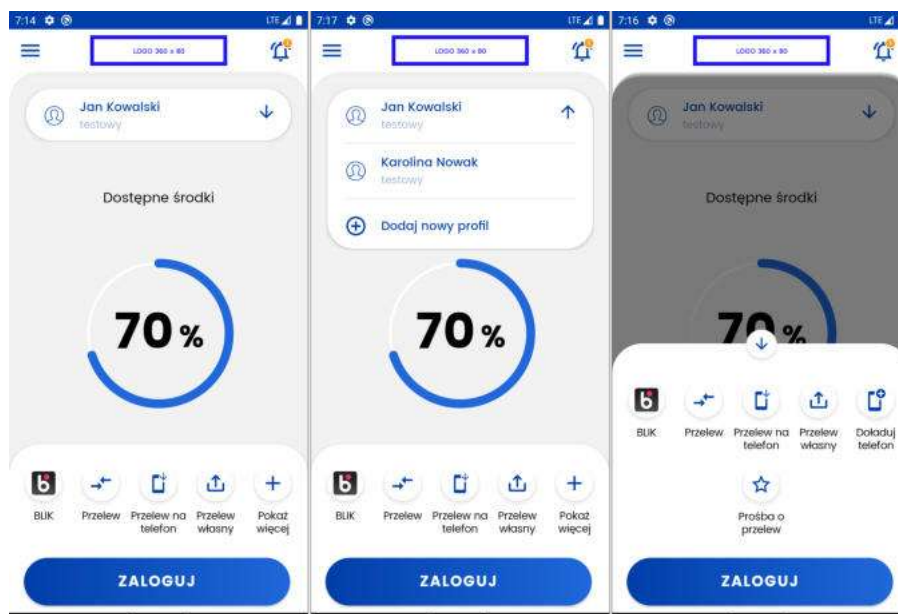 7:14
LTE
LOGO 360 x 80
Jan Kowalski
testowy
Dostępne środki
70 %
BLIK
Przelew
Przelew na telefon
Przelew własny
Pokaż więcej
ZALOGUJ
7:17
LTE
LOGO 360 x 80
Jan Kowalski
testowy
Karolina Nowak
testowy
Dodaj nowy profil
70 %
BLIK
Przelew
Przelew na telefon
Przelew własny
Pokaż więcej
ZALOGUJ
7:16
LTE
LOGO 360 x 80
Jan Kowalski
testowy
Dostępne środki
70 %
BLIK
Przelew
Przelew na telefon
Przelew własny
Doładuj telefon
Prośba o przelew
ZALOGUJ